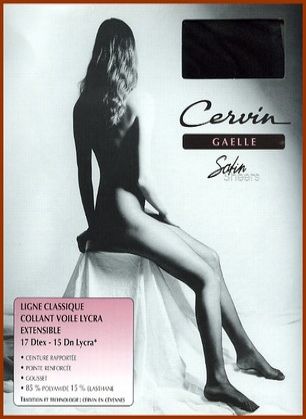 Cervin
GAELLE
Satin
sheers
LIGNE CLASSIQUE
COLLANT VOILE LYCRA
EXTENSIBLE
17 Dtex - 15 Dn Lycra*
• CEINTURE RAPPORTÉE
• POINTE RENFORCÉE
• GOUSSET
• 85 % POLYAMIDE 15 % ELASTHANE
TRADITION ET TECHNOLOGIE : CERVIN EN CÉVENNES